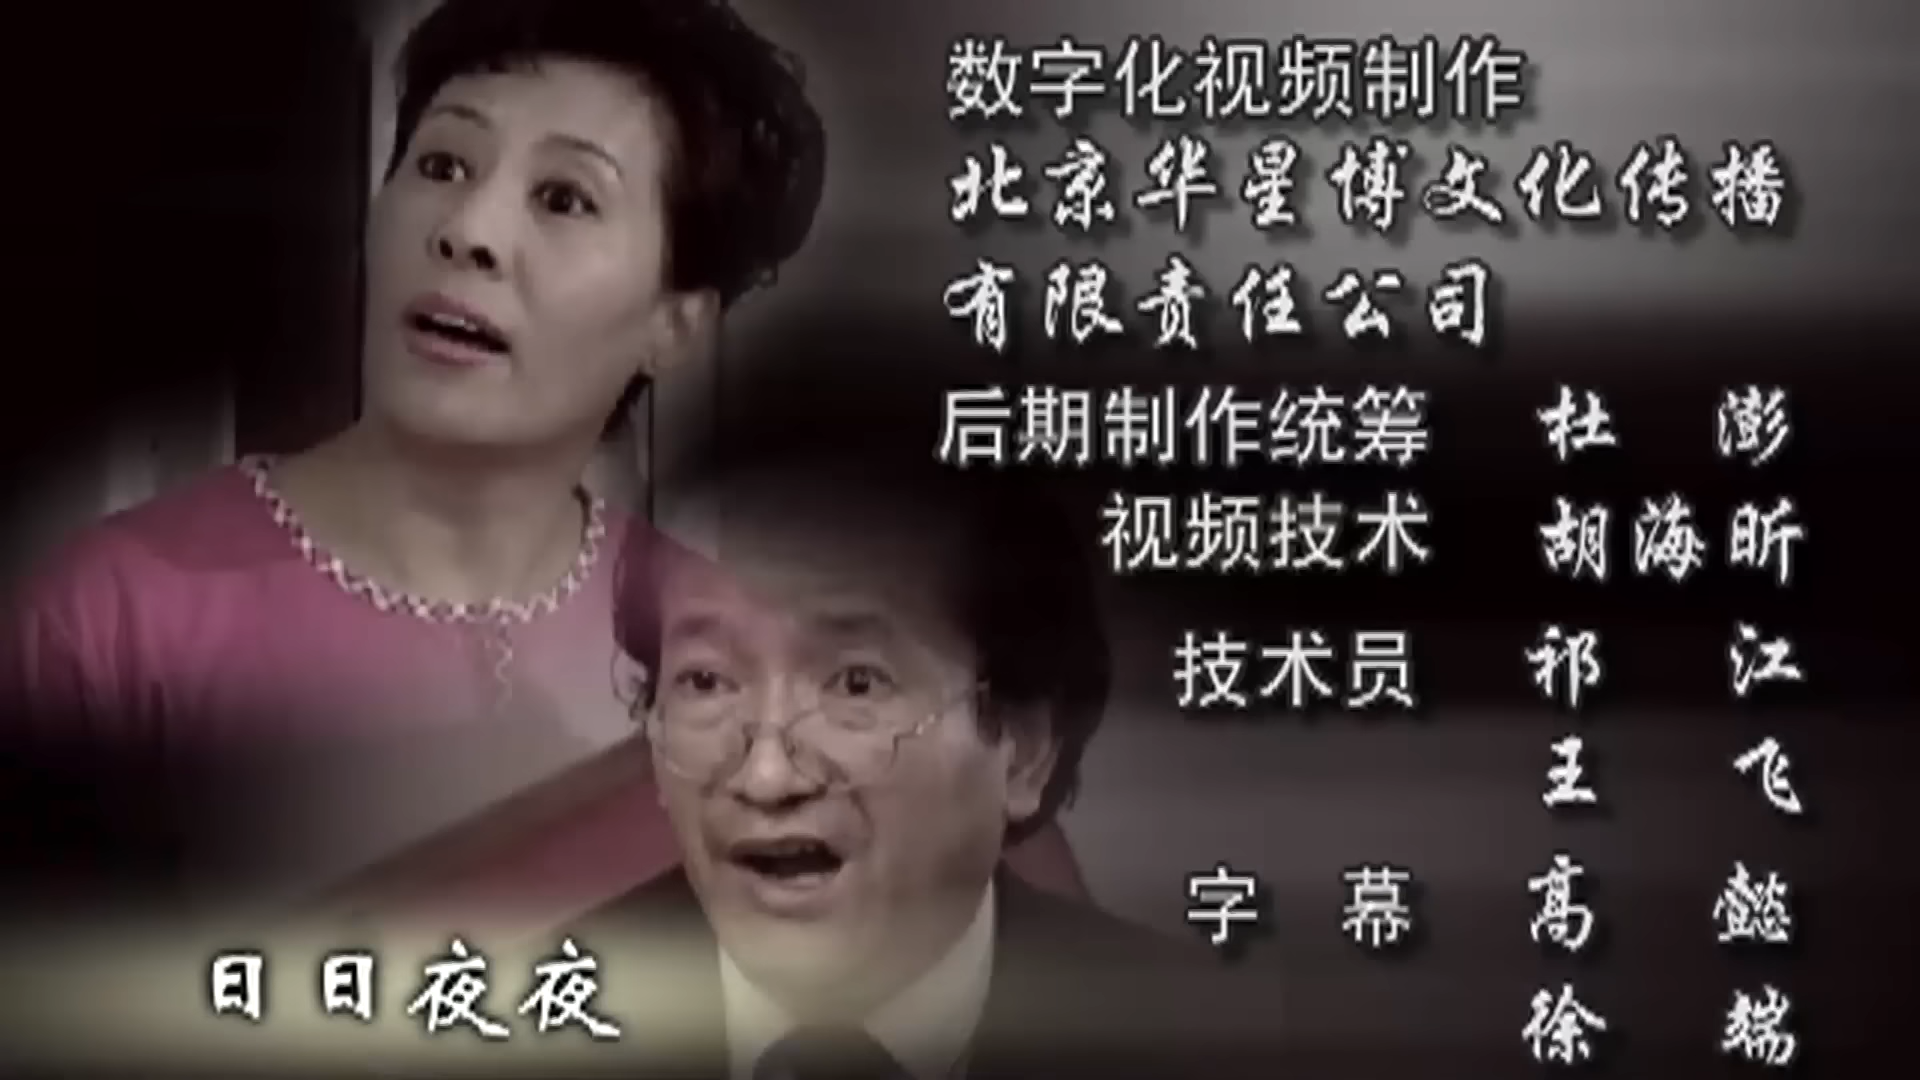 数字化视频制作
北京华星博文化传播
有限责任公司
后期制作统筹 杜 澎
视频技术 胡海昕
技术员 祁 江
王 飞
字 幕 高 懿
徐 端
日日夜夜